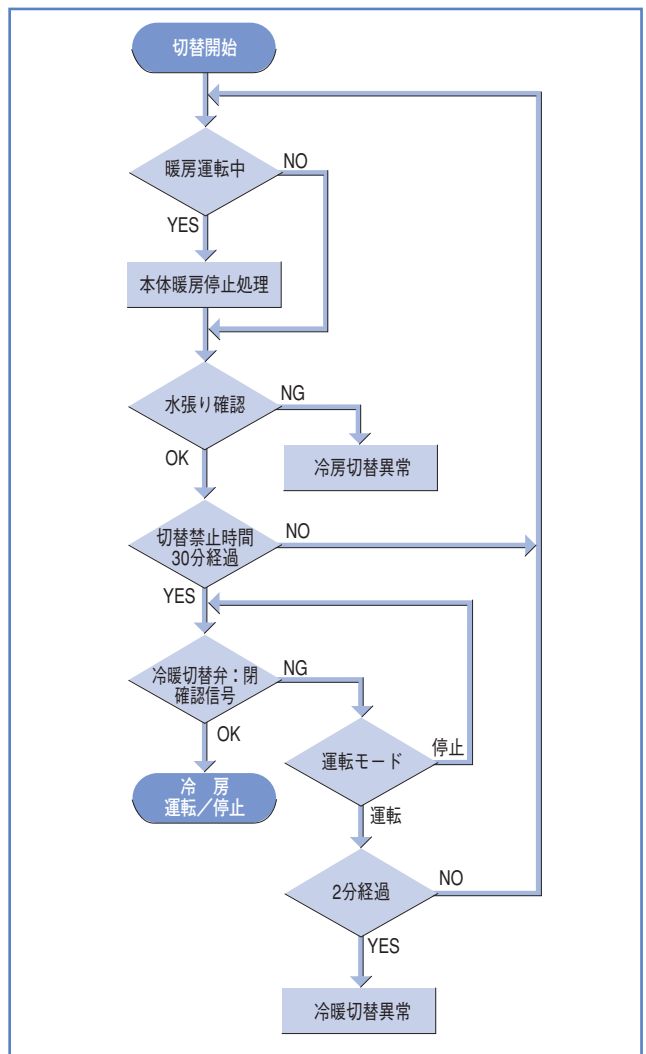 切替開始
暖房運転中
NO
YES
本体暖房停止処理
水張り確認
NG
OK
冷房切替異常
切替禁止時間
30分経過
NO
YES
冷暖切替弁：閉
確認信号
NG
OK
運転モード
停止
冷　房
運転／停止
運転
2分経過
NO
YES
冷暖切替異常